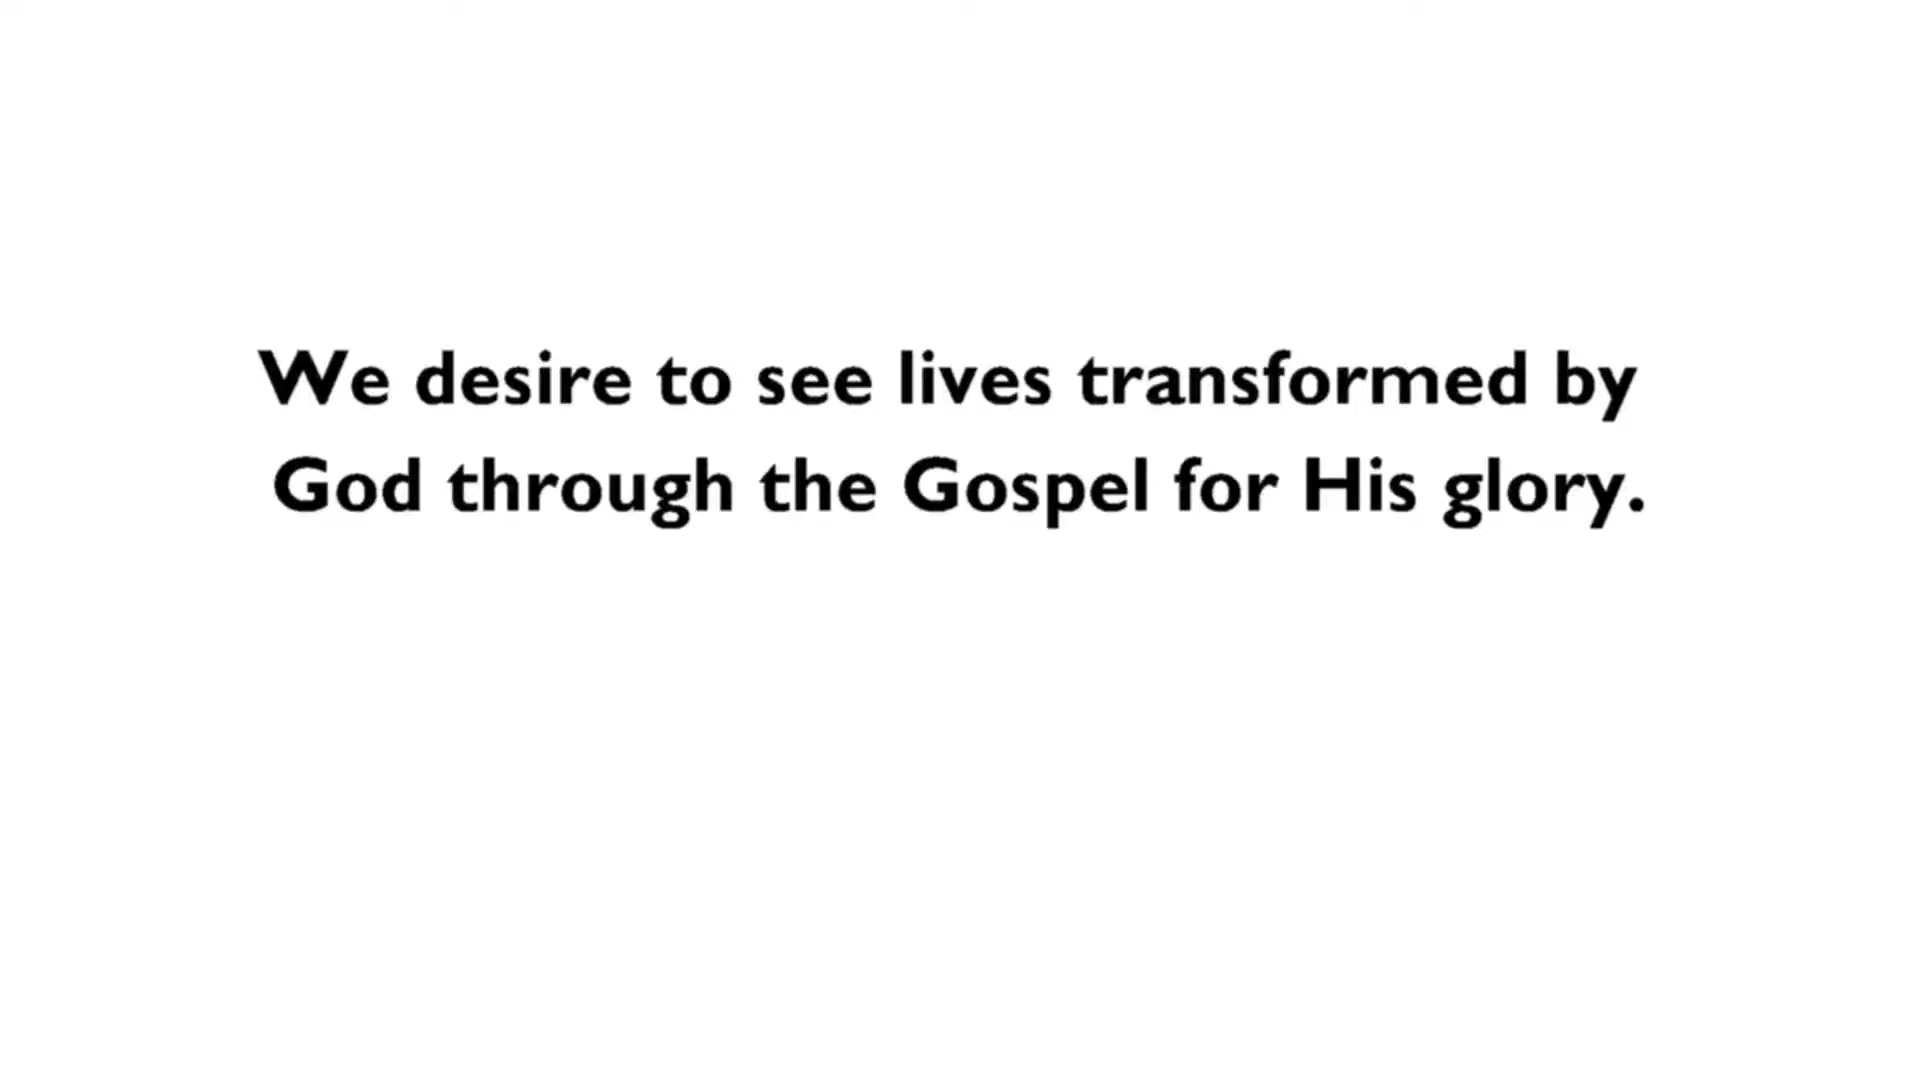 We desire to see lives transformed by
God through the Gospel for His glory.